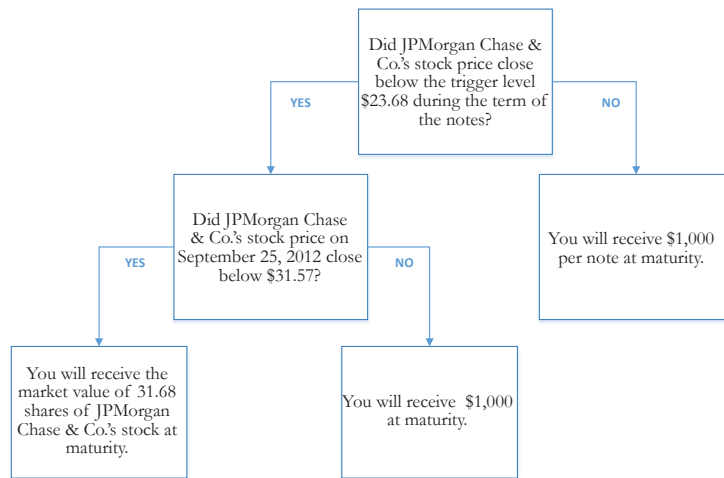 Did JPMorgan Chase &
Co.'s stock price close
below the trigger level
$23.68 during the term of
the notes?
YES
NO
Did JPMorgan Chase
& Co.'s stock price on
September 25, 2012 close
below $31.57?
You will receive $1,000
per note at maturity.
YES
NO
You will receive the
market value of 31.68
shares of JPMorgan
Chase & Co.'s stock at
maturity.
You will receive $1,000
at maturity.